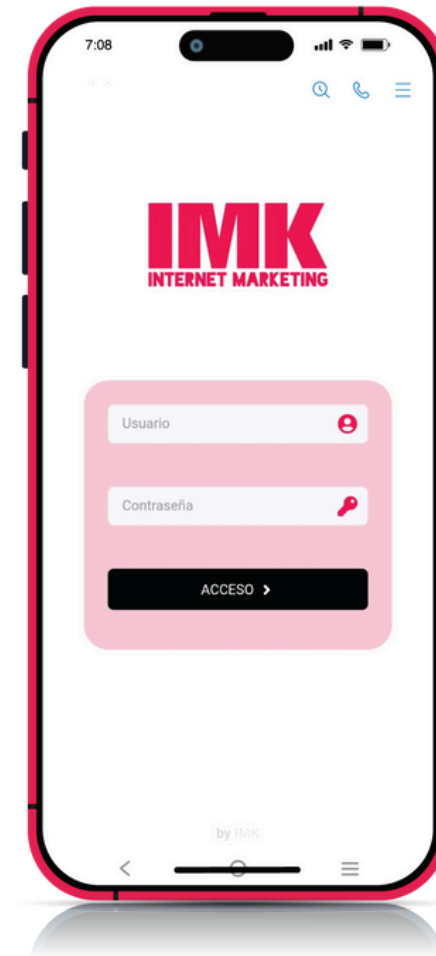 7:08
IMK
INTERNET MARKETING
Usuario
Contraseña
ACCESO
by IMK